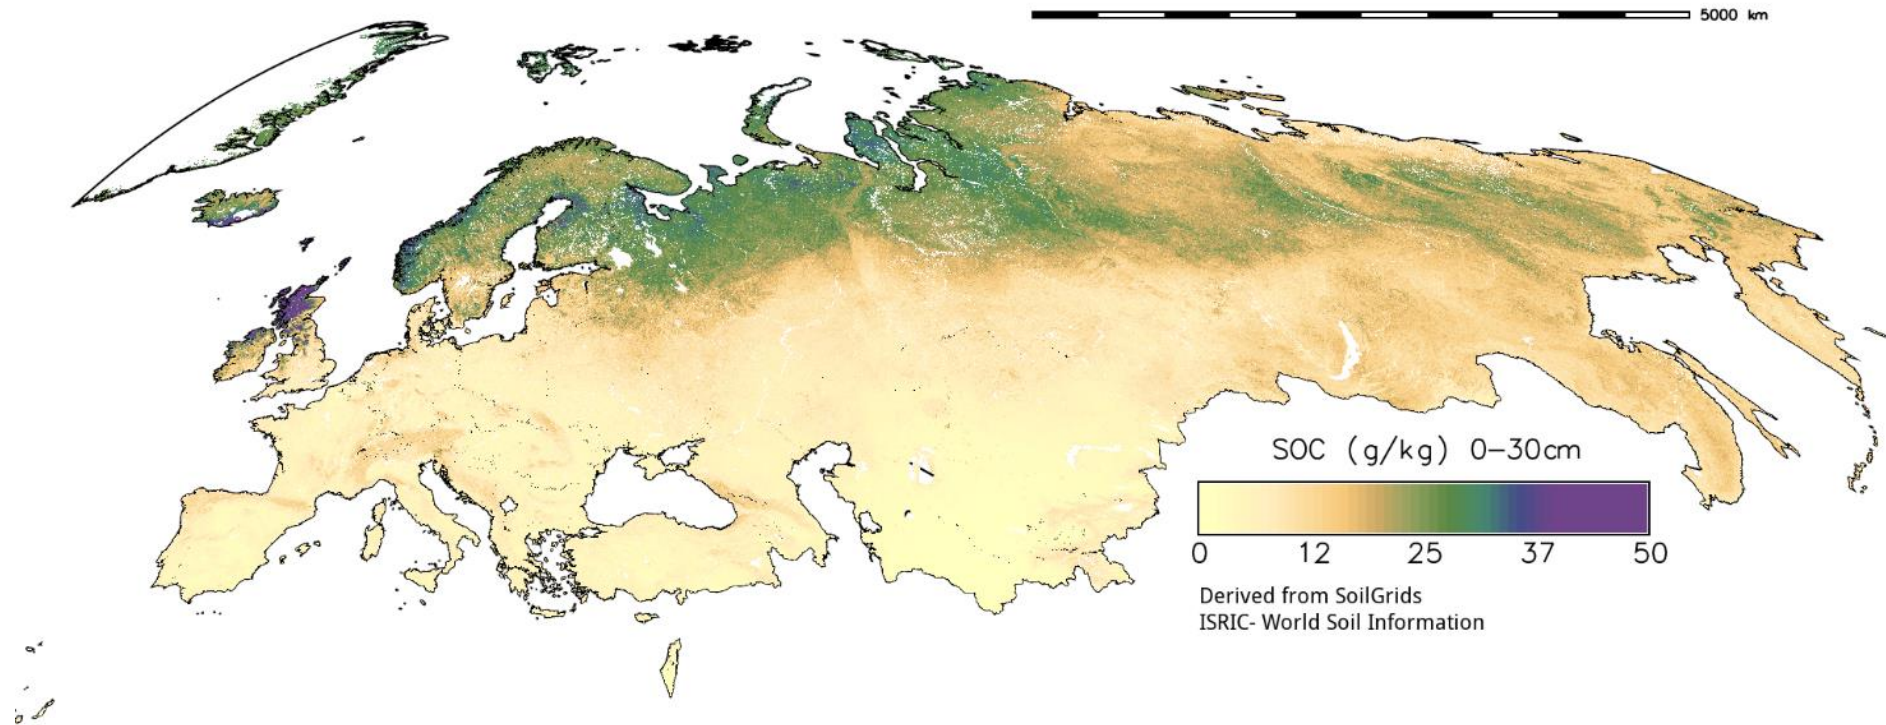 5000 km
SOC (g/kg) 0-30cm
0 12 25 37 50
Derived from SoilGrids
ISRIC- World Soil Information